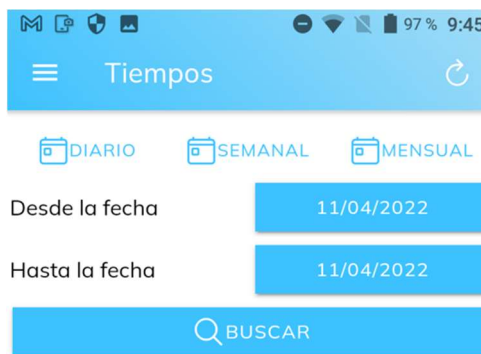 97 % 9:45
Tiempos
DIARIO SEMANAL MENSUAL
Desde la fecha 11/04/2022
Hasta la fecha 11/04/2022
BUSCAR